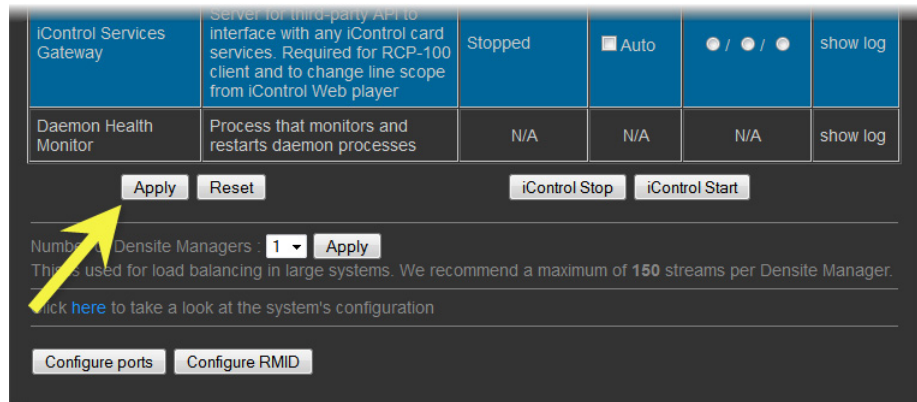 Server for third-party API to
iControl Services interface with any iControl card Stopped Auto / / show log
Gateway services. Required for RCP-100
client and to change line scope
from iControl Web player
Daemon Health Process that monitors and N/A N/A N/A show log
Monitor restarts daemon processes
Apply Reset iControl Stop iControl Start
Densite Managers : 1 Apply
used for load balancing in large systems. We recommend a maximum of 150 streams per Densite Manager.
here to take a look at the system's configuration
Configure ports Configure RMID